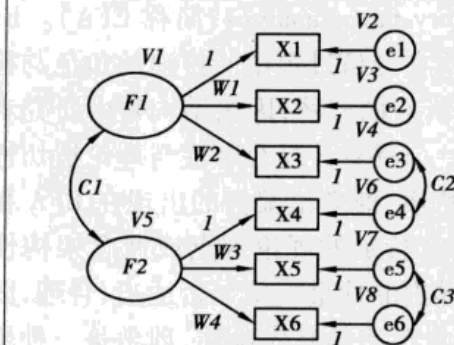 V2
1 X1 e1
V1 W1 1 V3
F1 X2 e2
1 V4
W2 X3 e3
1 V6 C2
C1 1 X4 e4
V5 W3 1 V7
F2 X5 e5
1 V8 C3
W4 X6 e6
1